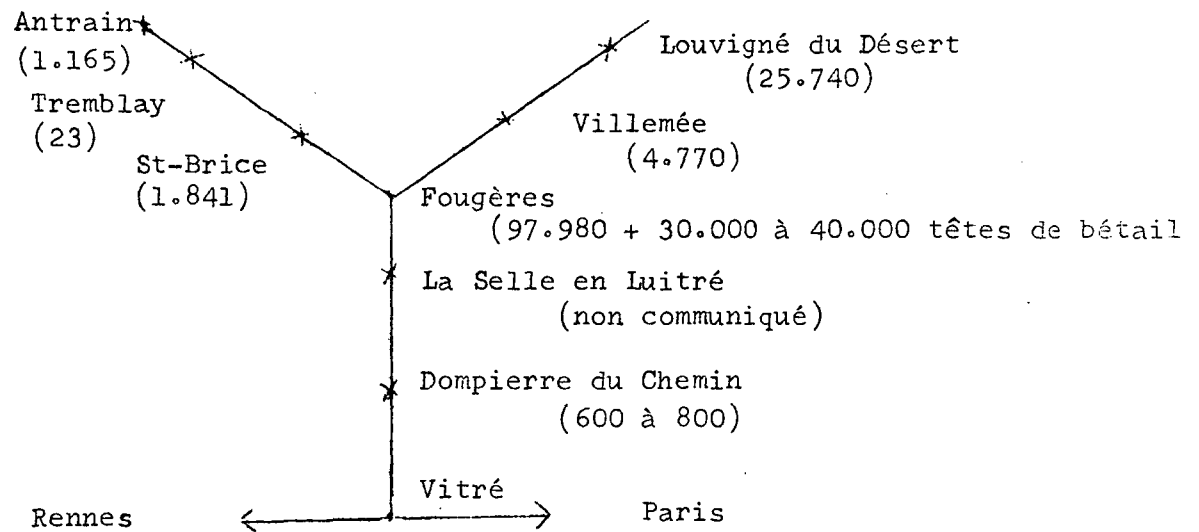 Antrain
(1.165)
Tremblay
(23)
St-Brice
(1.841)
Louvigné du Désert
(25.740)
Villemée
(4.770)
Fougères
(97.980 + 30.000 à 40.000 têtes de bétail
La Selle en Luitré
(non communiqué)
Dompierre du Chemin
(600 à 800)
Vitré
Rennes
Paris